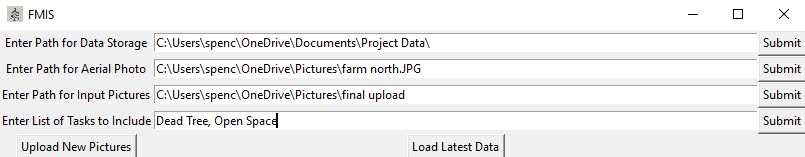 FMIS
Enter Path for Data Storage C:\Users\spenc\OneDrive\Documents\Project Data\ Submit
Enter Path for Aerial Photo C:\Users\spenc\OneDrive\Pictures\farm north.JPG Submit
Enter Path for Input Pictures C:\Users\spenc\OneDrive\Pictures\final upload Submit
Enter List of Tasks to Include Dead Tree, Open Space Submit
Upload New Pictures Load Latest Data